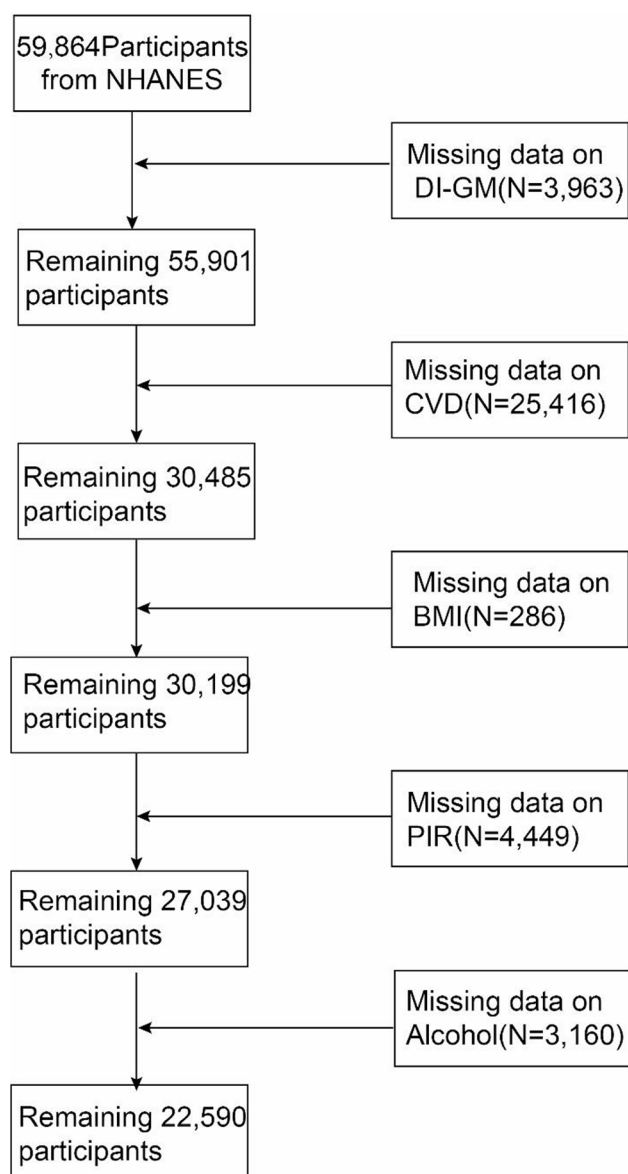 59,864Participants
from NHANES
Missing data on
DI-GM(N=3,963)
Remaining 55,901
participants
Missing data on
CVD(N=25,416)
Remaining 30,485
participants
Missing data on
BMI(N=286)
Remaining 30,199
participants
Missing data on
PIR(N=4,449)
Remaining 27,039
participants
Missing data on
Alcohol(N=3,160)
Remaining 22,590
participants